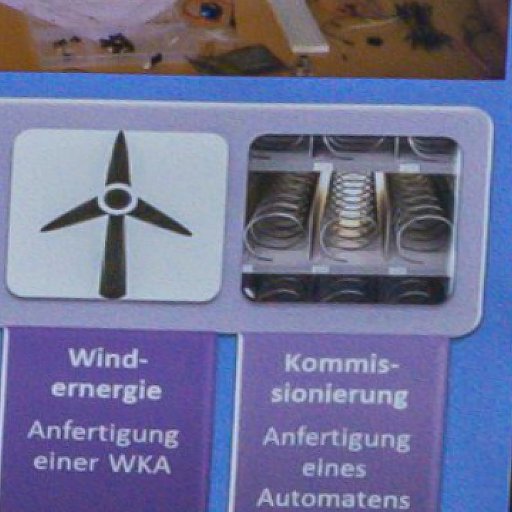 Wind-
ernergie
Anfertigung
einer WKA
Kommis-
sionierung
Anfertigung
eines
Automatens